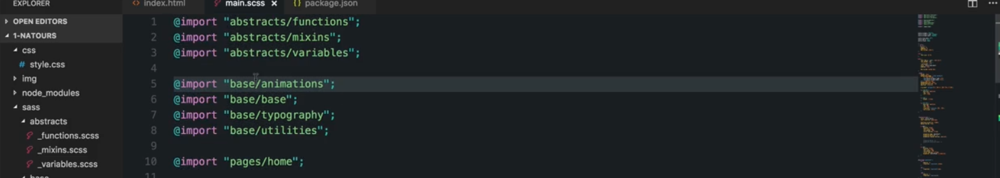 EXPLORER
OPEN EDITORS
1-NATOURS
css
# style.css
img
node_modules
sass
abstracts
_functions.scss
_mixins.scss
_variables.scss
base
<> index.html
main.scss ×
{} package.json
...
1 @import "abstracts/functions";
2 @import "abstracts/mixins";
3 @import "abstracts/variables";
4
5 @import "base/animations";
6 @import "base/base";
7 @import "base/typography";
8 @import "base/utilities";
9
10 @import "pages/home";
11